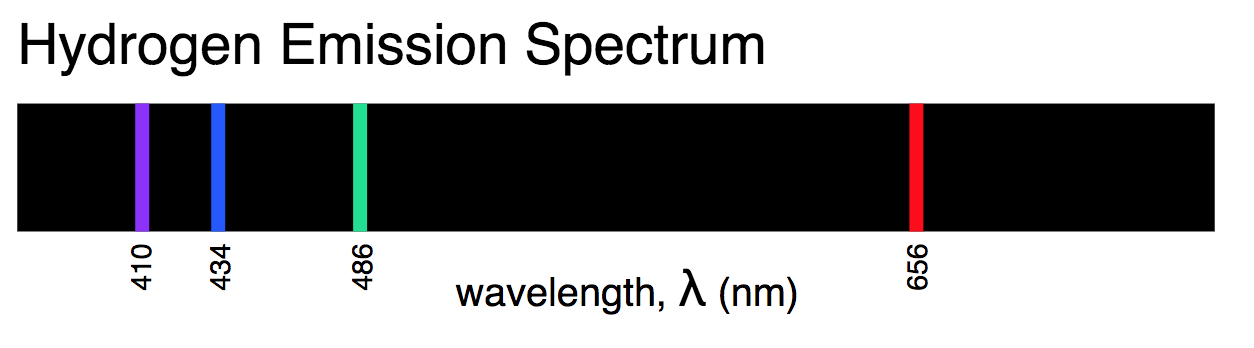 Hydrogen Emission Spectrum
410
434
486
656
wavelength, λ (nm)